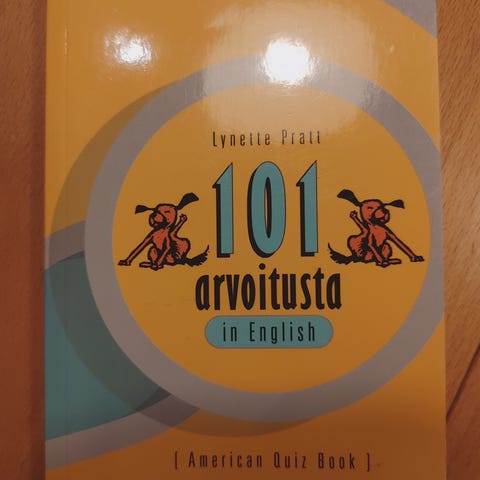 Lynette Pratt
101
arvoitusta
in English
[ American Quiz Book ]